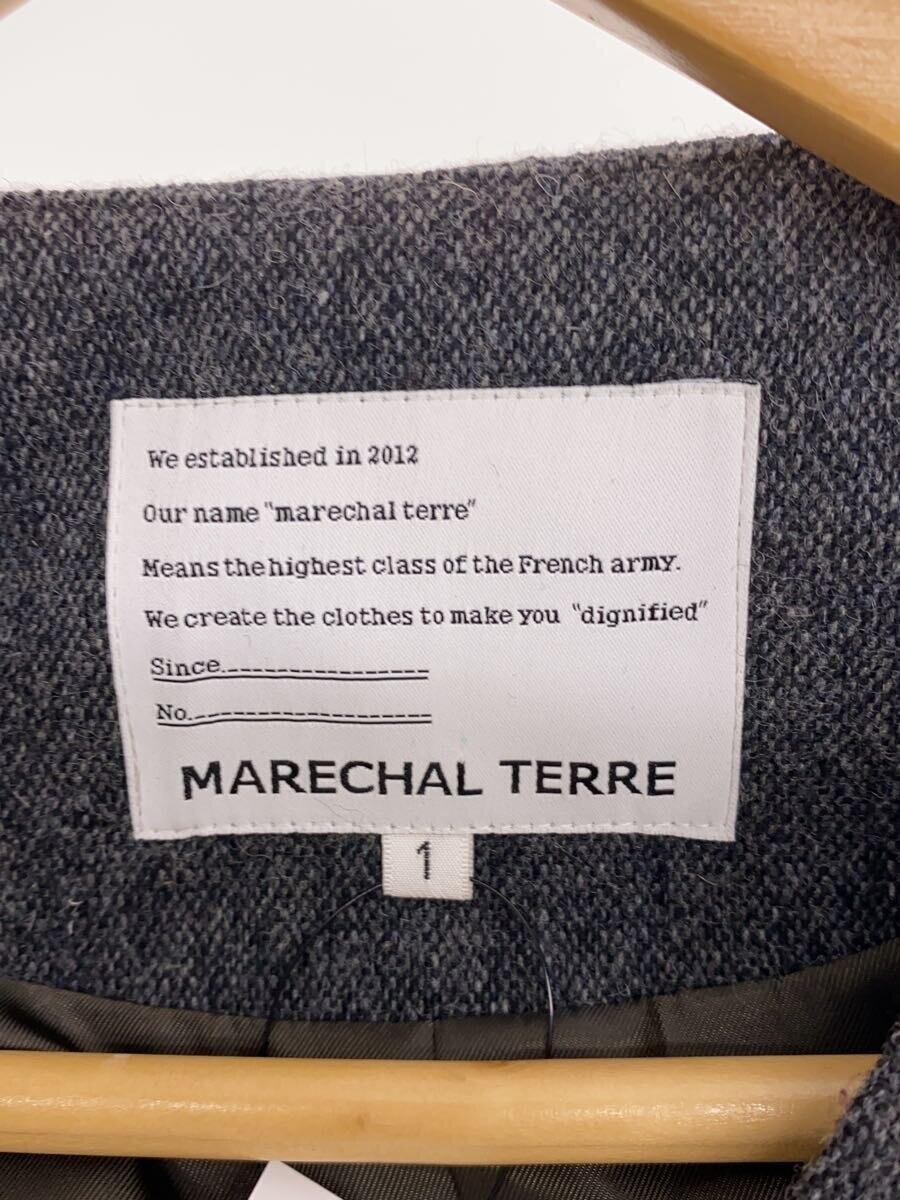 We established in 2012
Our name "marechal terre"
Means the highest class of the French army.
We create the clothes to make you "dignified"
Since.
No.
MARECHAL TERRE
1